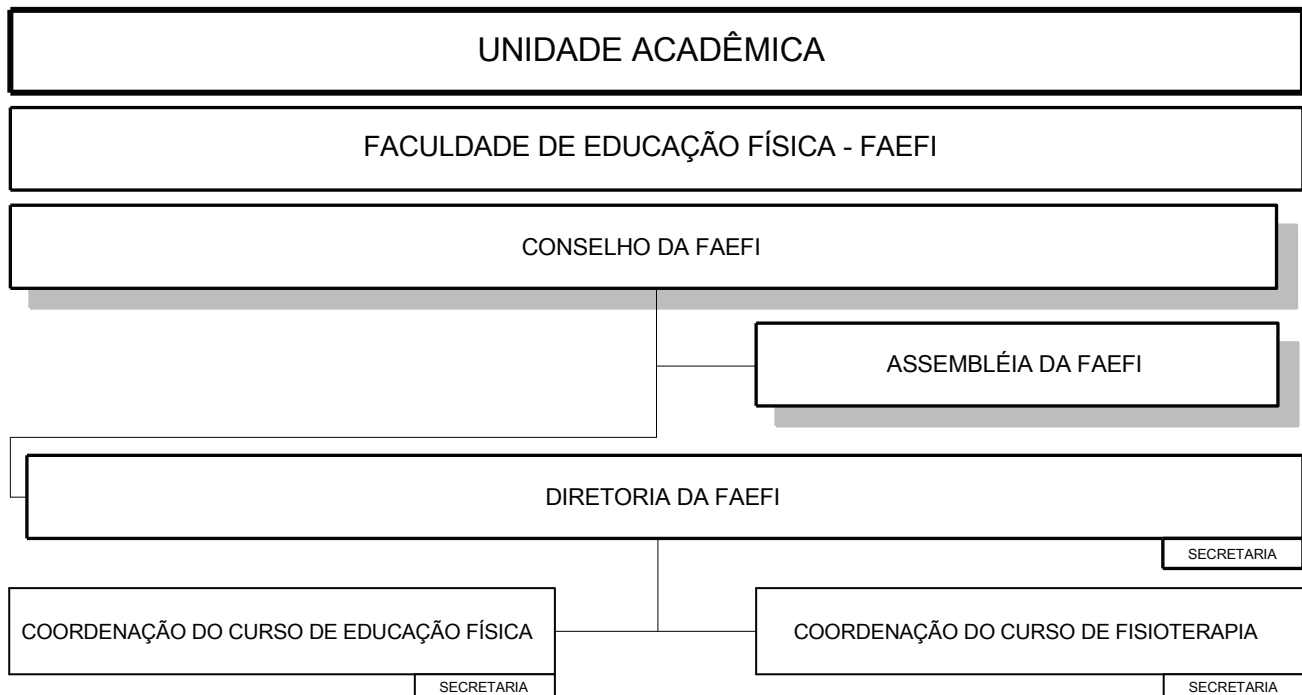 UNIDADE ACADÊMICA
FACULDADE DE EDUCAÇÃO FÍSICA - FAEFI
CONSELHO DA FAEFI
ASSEMBLÉIA DA FAEFI
DIRETORIA DA FAEFI
SECRETARIA
COORDENAÇÃO DO CURSO DE EDUCAÇÃO FÍSICA
SECRETARIA
COORDENAÇÃO DO CURSO DE FISIOTERAPIA
SECRETARIA